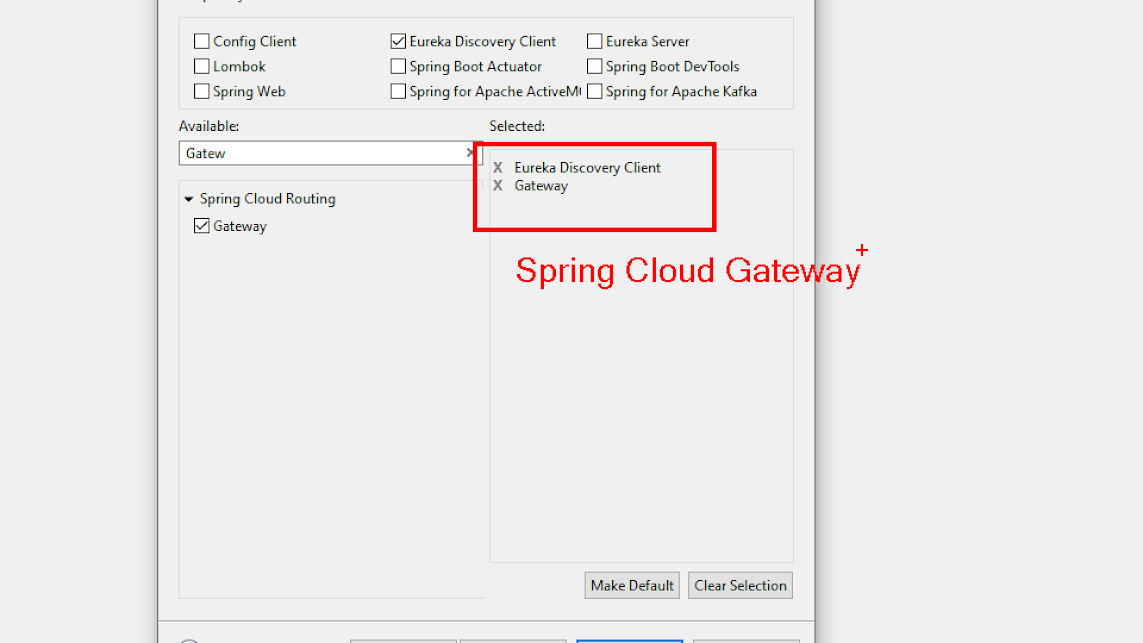 Config Client Eureka Discovery Client Eureka Server
Lombok Spring Boot Actuator Spring Boot DevTools
Spring Web Spring for Apache ActiveM Spring for Apache Kafka
Available: Selected:
Gatew
X Eureka Discovery Client
X Gateway
Spring Cloud Routing
Gateway
Spring Cloud Gateway
Make Default Clear Selection